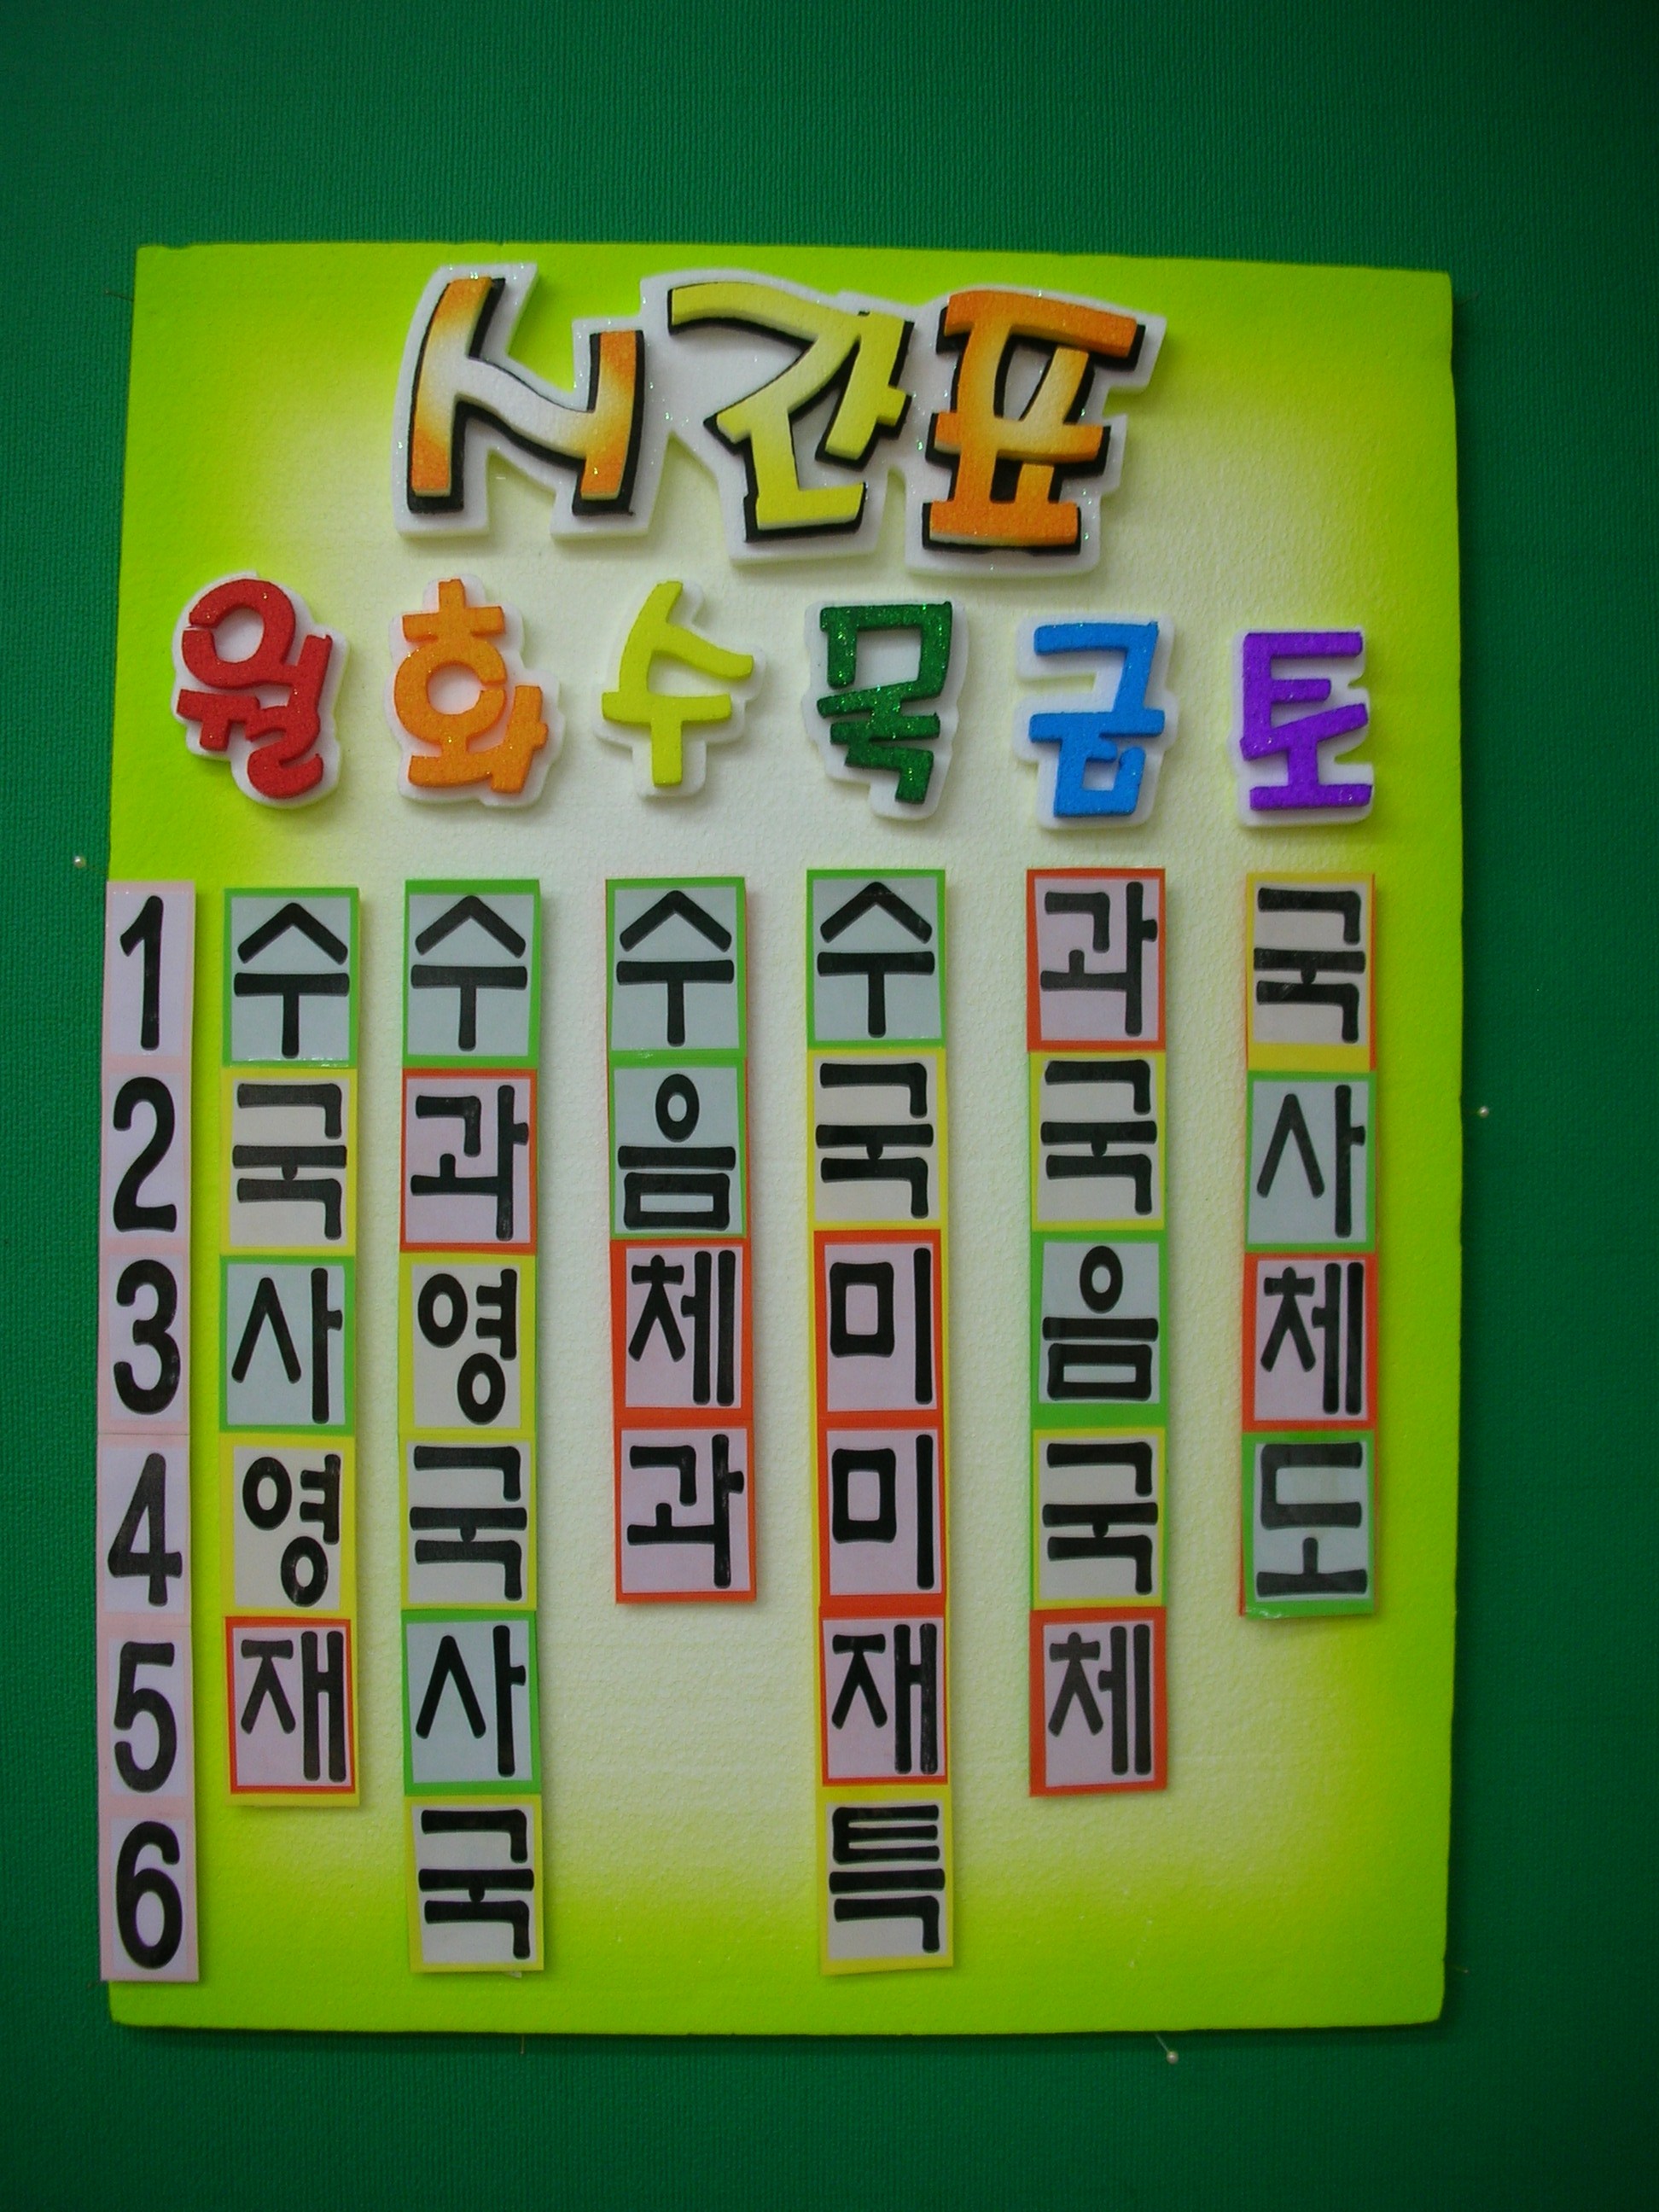 시간표
월 화 수 목 금 토
1 수 수 수 수 과 국
2 국 과 음 국 국 사
3 사 영 체 미 음 체
4 영 국 과 미 국 도
5 재 사 재 체
6 국 특